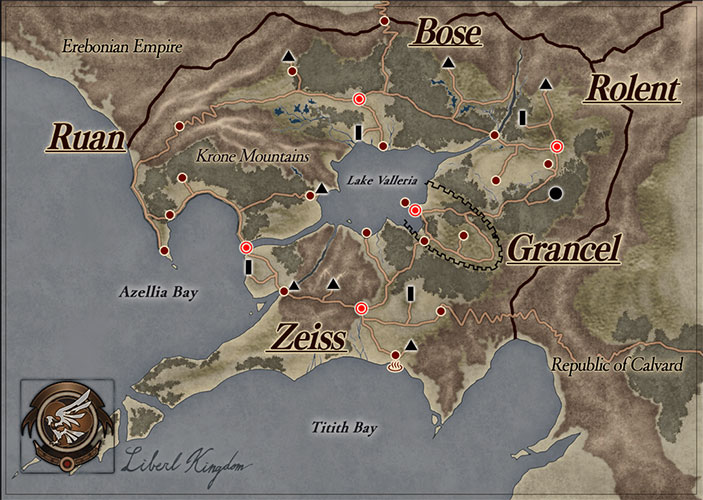 Bose
Erebonian Empire
Rolent
Ruan
Krone Mountains
Lake Valleria
Grancel
Azellia Bay
Zeiss
Republic of Calvard
Titith Bay
Liberl Kingdom